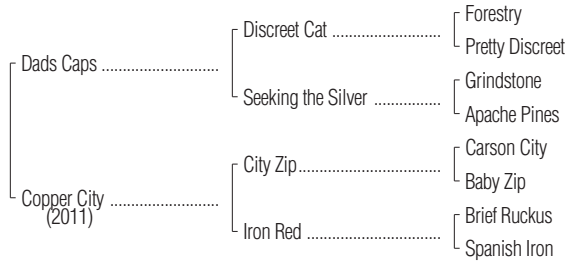 Forestry
Discreet Cat
Pretty Discreet
Dads Caps
Grindstone
Seeking the Silver
Apache Pines
Carson City
City Zip
Baby Zip
Copper City
(2011)
Brief Ruckus
Iron Red
Spanish Iron